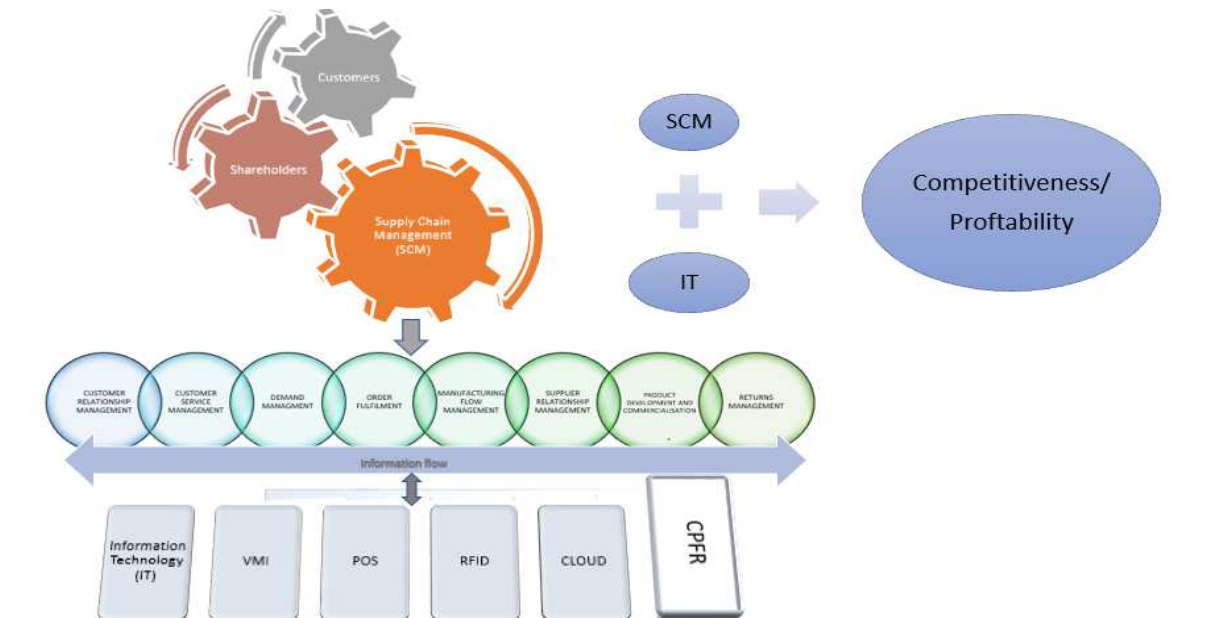 Customers
Shareholders
Supply Chain
Management
(SCM)
SCM
IT
Competitiveness/
Proftability
CUSTOMER
RELATIONSHIP
MANAGEMENT
CUSTOMER
SERVICE
MANAGEMENT
DEMAND
MANAGMENT
ORDER
FULFILMENT
MANUFACTURING
FLOW
MANAGEMENT
SUPPLIER
RELATIONSHIP
MANAGEMENT
PRODUCT
DEVELOPMENT AND
COMMERCIALISATION
RETURNS
MANAGEMENT
Information flow
Information
Technology
(IT)
VMI
POS
RFID
CLOUD
CPFR